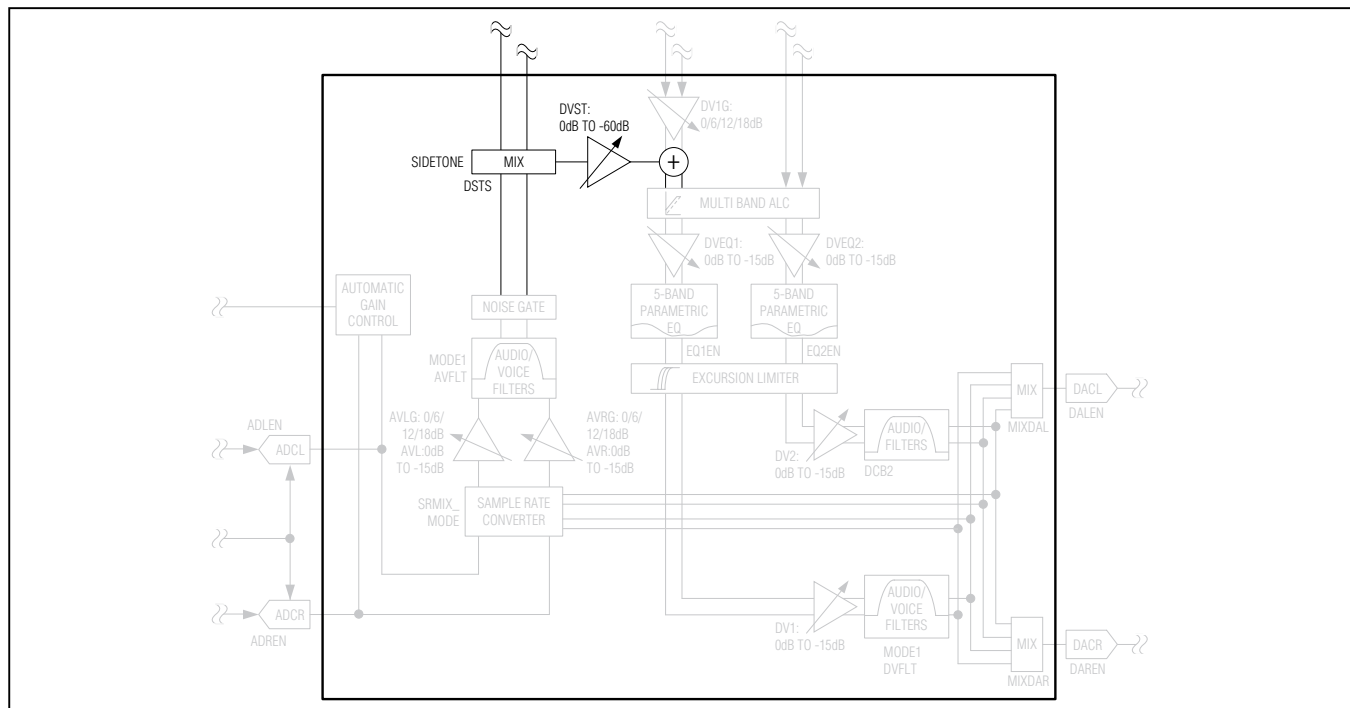 DVST:
0dB TO -60dB
DV1G:
0/6/12/18dB
SIDETONE
MIX
+
DSTS
MULTI BAND ALC
DVEQ1:
0dB TO -15dB
DVEQ2:
0dB TO -15dB
AUTOMATIC
GAIN
CONTROL
NOISE GATE
5-BAND
PARAMETRIC
EQ
5-BAND
PARAMETRIC
EQ
EQ1EN
EQ2EN
MODE1
AVFLT
AUDIO/
VOICE
FILTERS
EXCURSION LIMITER
MIX
DACL
DALEN
MIXDAL
AVLG: 0/6/
12/18dB
AVL:0dB
TO -15dB
AVRG: 0/6/
12/18dB
AVR:0dB
TO -15dB
ADLEN
ADCL
DV2:
0dB TO -15dB
AUDIO/
FILTERS
DCB2
SRMIX_
MODE
SAMPLE RATE
CONVERTER
ADCR
ADREN
DV1:
0dB TO -15dB
AUDIO/
VOICE
FILTERS
MODE1
DVFLT
MIX
DACR
DAREN
MIXDAR